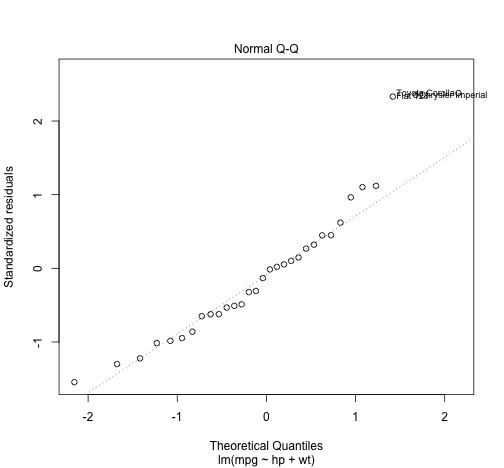 Normal Q-Q
Toyota Corolla
Fiat 128
Chrysler Imperial
Standardized residuals
2
1
0
-1
-2
-1
0
1
2
Theoretical Quantiles
lm(mpg ~ hp + wt)